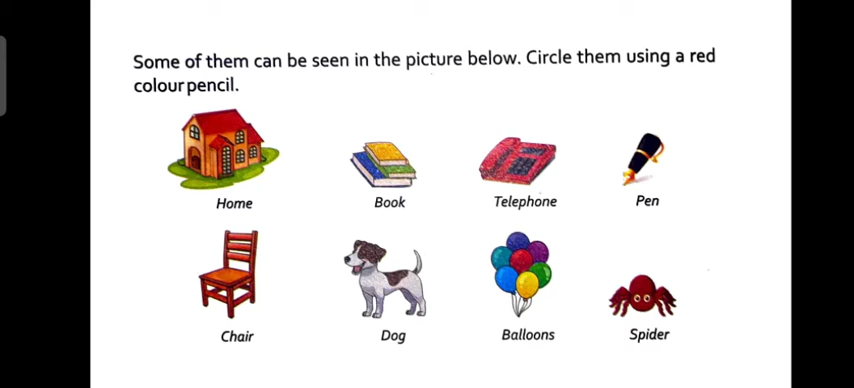 Some of them can be seen in the picture below. Circle them using a red
colour pencil.
Home Book Telephone Pen
Chair Dog Balloons Spider